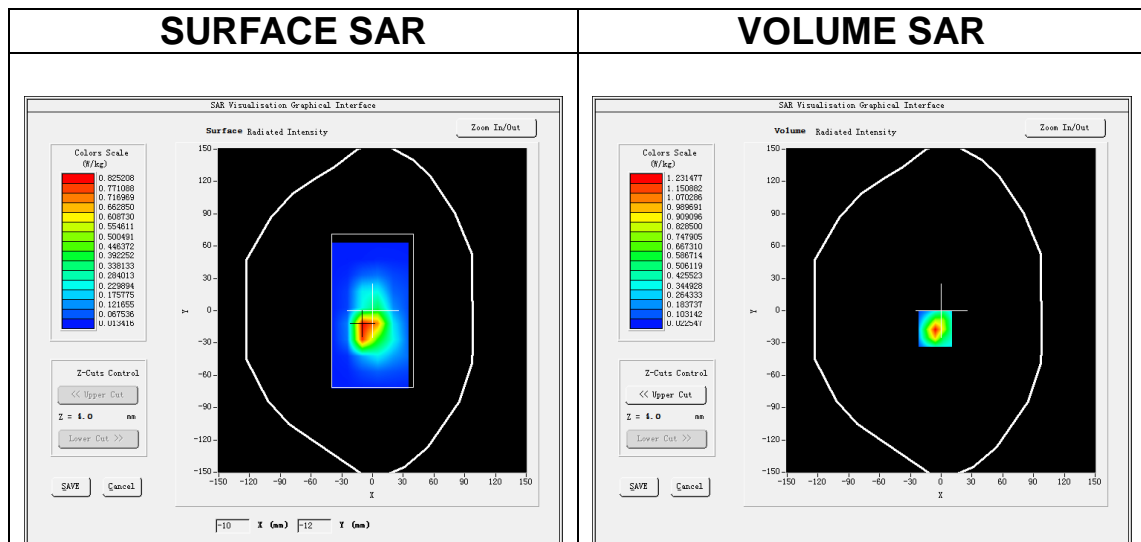 SURFACE SAR
VOLUME SAR
SAR Visualisation Graphical Interface
Surface Radiated Intensity
Zoom In/Out
Colors Scale
(W/kg)
0.825208
0.771088
0.716969
0.662850
0.608730
0.554611
0.500491
0.446372
0.392252
0.338133
0.284013
0.229894
0.175775
0.121655
0.067536
0.013416
150
120
90
60
30
0
-30
-60
-90
-120
-150
Y
-150 -120 -90 -60 -30 0 30 60 90 120 150
X
Z-Cuts Control
<< Upper Cut
Z = 4.0 mm
Lower Cut >>
SAVE Cancel
-10 X (mm) -12 Y (mm)
SAR Visualisation Graphical Interface
Volume Radiated Intensity
Zoom In/Out
Colors Scale
(W/kg)
1.231477
1.150882
1.070286
0.989691
0.909096
0.828500
0.747905
0.667310
0.586714
0.506119
0.425523
0.344928
0.264333
0.183737
0.103142
0.022547
150
120
90
60
30
0
-30
-60
-90
-120
-150
Y
-150 -120 -90 -60 -30 0 30 60 90 120 150
X
Z-Cuts Control
<< Upper Cut
Z = 4.0 mm
Lower Cut >>
SAVE Cancel